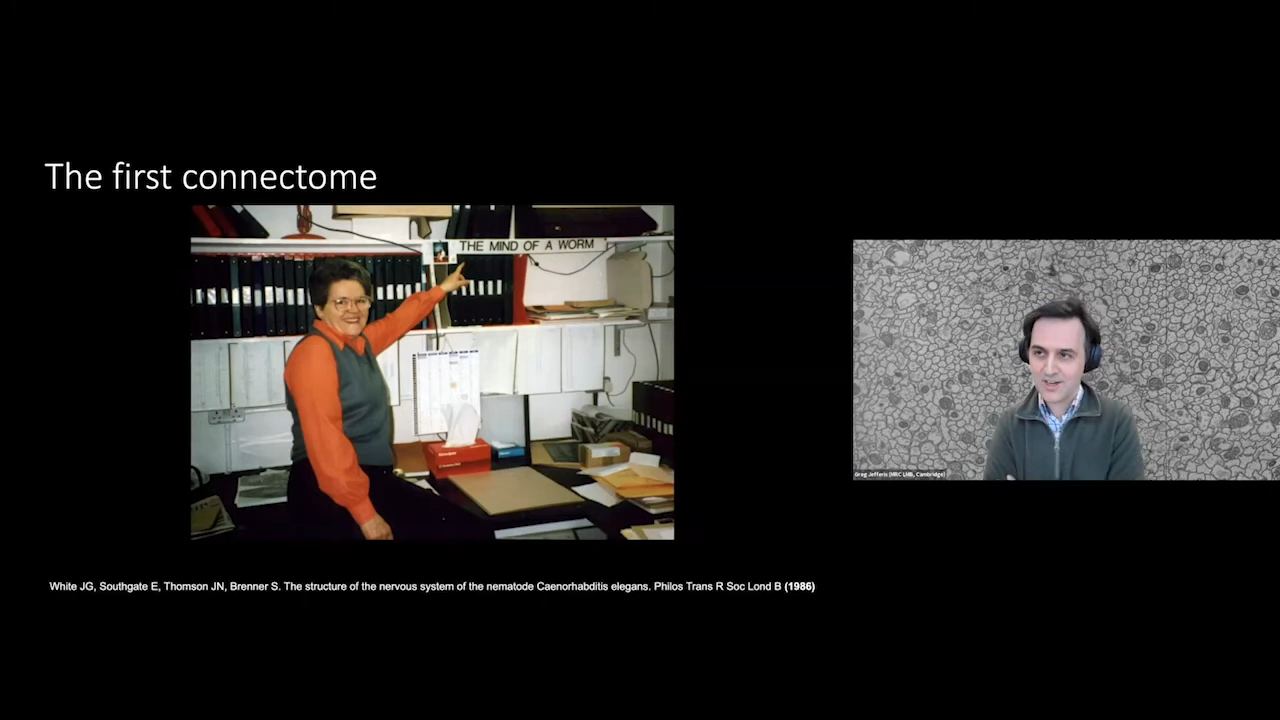 The first connectome
THE MIND OF A WORM
Greg Jefferis (MRC LMB, Cambridge)
White JG, Southgate E, Thomson JN, Brenner S. The structure of the nervous system of the nematode Caenorhabditis elegans. Philos Trans R Soc Lond B (1986)